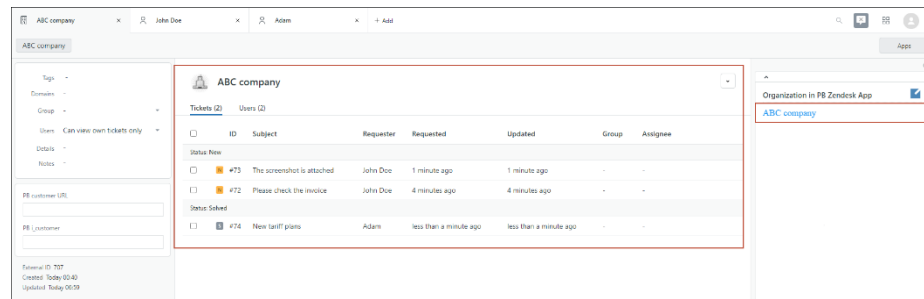 ABC company × John Doe × Adam × + Add
ABC company Apps
Tags -
Domains -
Group -
Users Can view own tickets only
Details -
Notes -
PB customer URL
PB i_customer
External ID 707
Created Today 00:40
Updated Today 06:59
ABC company
Tickets (2) Users (2)
ID Subject Requester Requested Updated Group Assignee
Status: New
N #73 The screenshot is attached John Doe 1 minute ago 1 minute ago - -
N #72 Please check the invoice John Doe 4 minutes ago 4 minutes ago - -
Status: Solved
#74 New tariff plans Adam less than a minute ago less than a minute ago - -
Organization in PB Zendesk App
ABC company